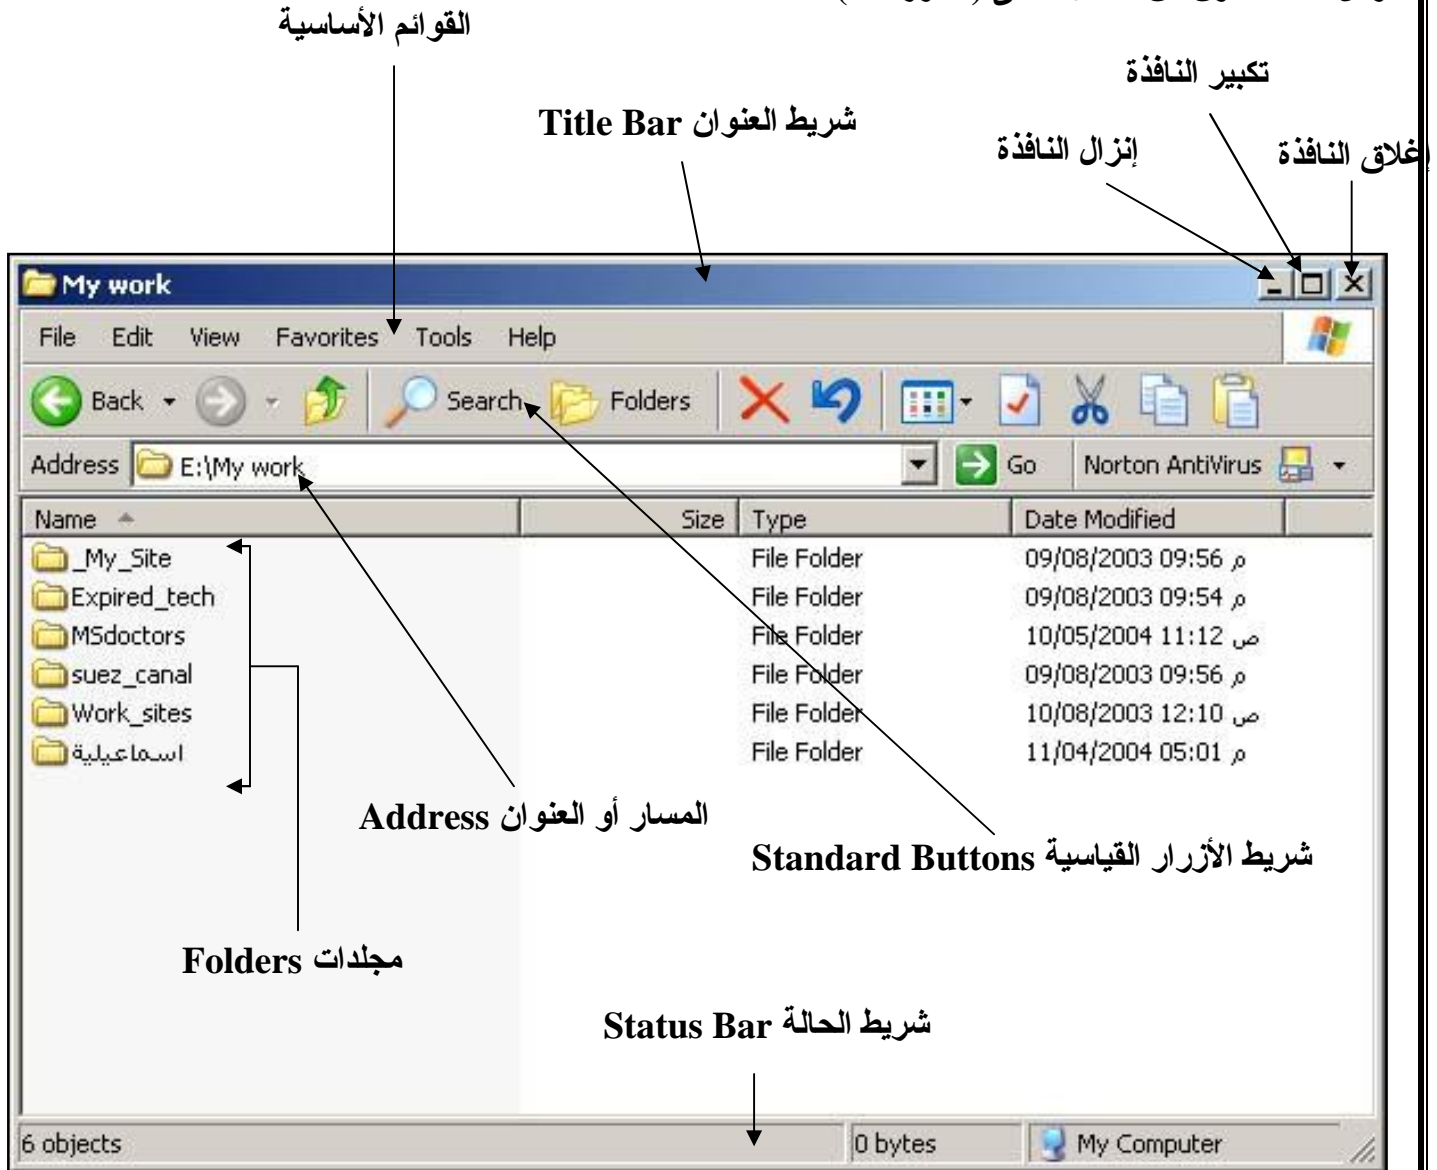 القوائم الأساسية
تكبير النافذة
شريط العنوان Title Bar
إنزال النافذة
إغلاق النافذة
My work
File Edit View Favorites Tools Help
Back Search Folders
Address E:\My work Go Norton AntiVirus
Name Size Type Date Modified
_My_Site File Folder 09/08/2003 09:56 م
Expired_tech File Folder 09/08/2003 09:54 م
MSdoctors File Folder 10/05/2004 11:12 ص
suez_canal File Folder 09/08/2003 09:56 م
Work_sites File Folder 10/08/2003 12:10 ص
اسماعيلية File Folder 11/04/2004 05:01 م
المسار أو العنوان Address
شريط الأزرار القياسية Standard Buttons
مجلدات Folders
شريط الحالة Status Bar
6 objects 0 bytes My Computer